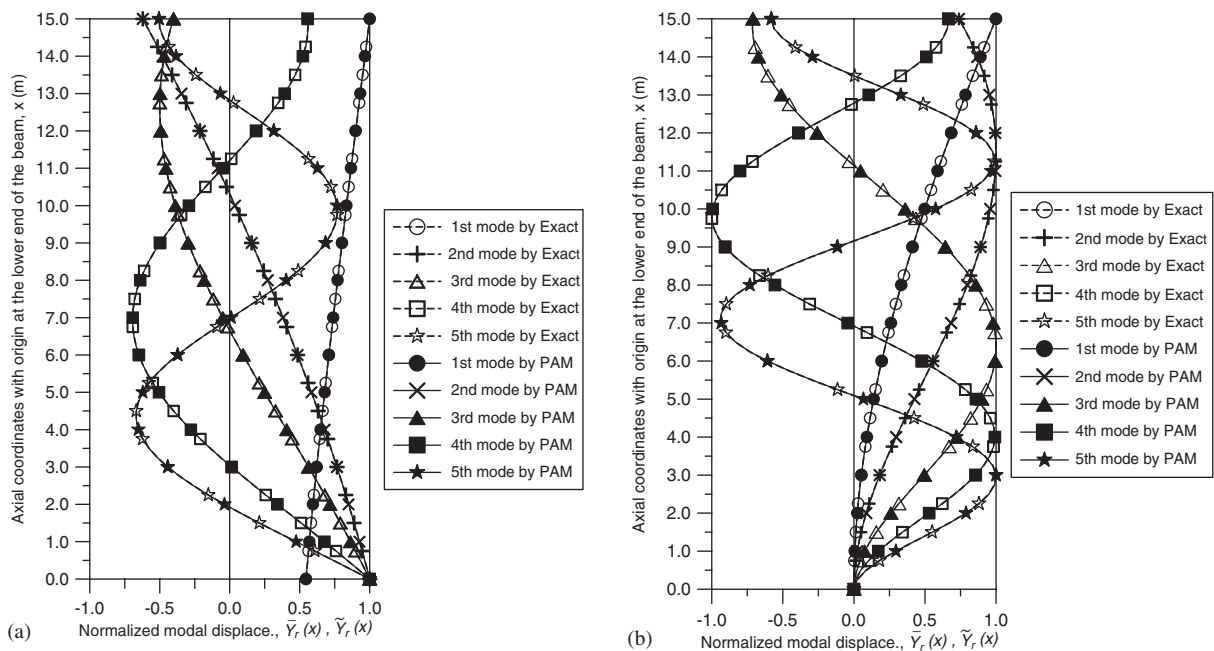 15.0
14.0
13.0
12.0
11.0
10.0
9.0
8.0
7.0
6.0
5.0
4.0
3.0
2.0
1.0
0.0
Axial coordinates with origin at the lower end of the beam, x (m)
-1.0
-0.5
0.0
0.5
1.0
Normalized modal displace., Ȳr (x) , Ỹr (x)
(a)
1st mode by Exact
2nd mode by Exact
3rd mode by Exact
4th mode by Exact
5th mode by Exact
1st mode by PAM
2nd mode by PAM
3rd mode by PAM
4th mode by PAM
5th mode by PAM
15.0
14.0
13.0
12.0
11.0
10.0
9.0
8.0
7.0
6.0
5.0
4.0
3.0
2.0
1.0
0.0
Axial coordinates with origin at the lower end of the beam, x (m)
-1.0
-0.5
0.0
0.5
1.0
Normalized modal displace., Ȳr (x) , Ỹr (x)
(b)
1st mode by Exact
2nd mode by Exact
3rd mode by Exact
4th mode by Exact
5th mode by Exact
1st mode by PAM
2nd mode by PAM
3rd mode by PAM
4th mode by PAM
5th mode by PAM